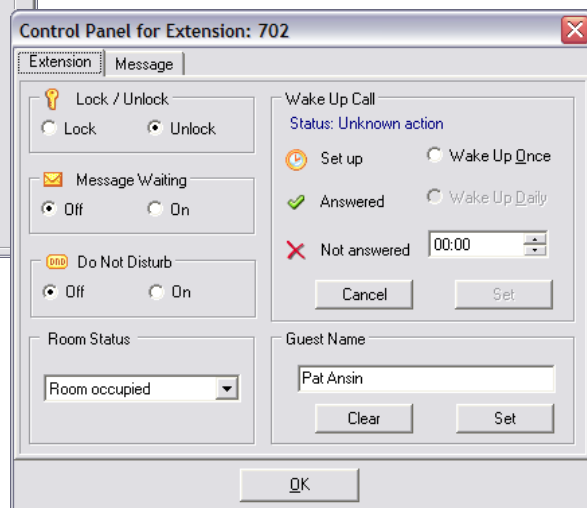 Control Panel for Extension: 702
Extension Message
Lock / Unlock
Lock Unlock
Message Waiting
Off On
DND Do Not Disturb
Off On
Room Status
Room occupied
Wake Up Call
Status: Unknown action
Set up Wake Up Once
Answered Wake Up Daily
Not answered 00:00
Cancel Set
Guest Name
Pat Ansin
Clear Set
OK